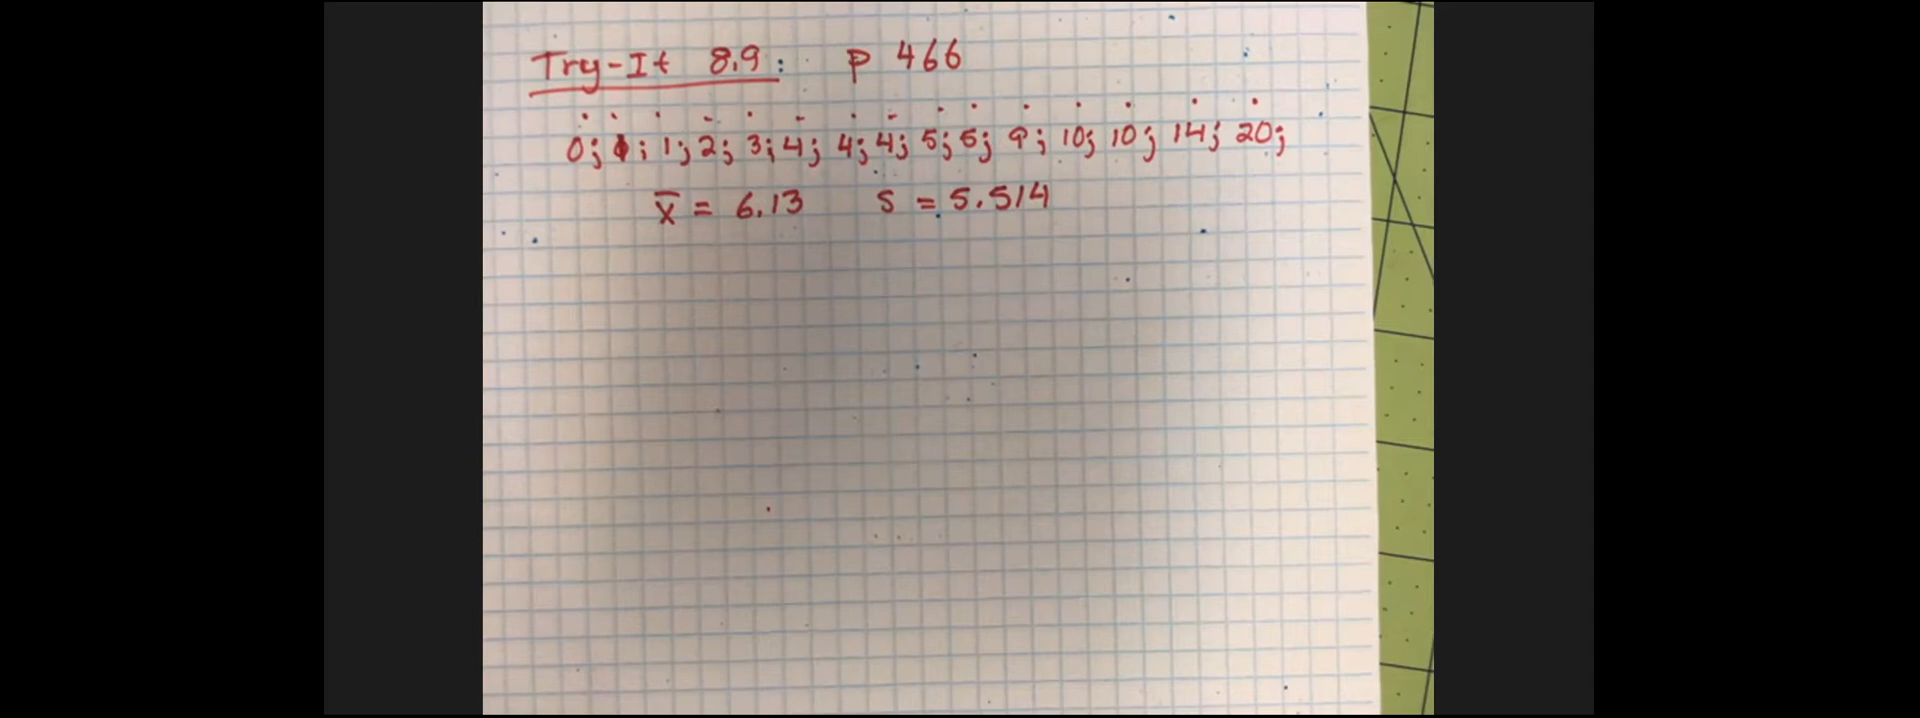 Try-It 8.9: p 466
0; 1; 1; 2; 3; 4; 4; 4; 5; 5; 9; 10; 10; 14; 20;
x̅ = 6.13 s = 5.514